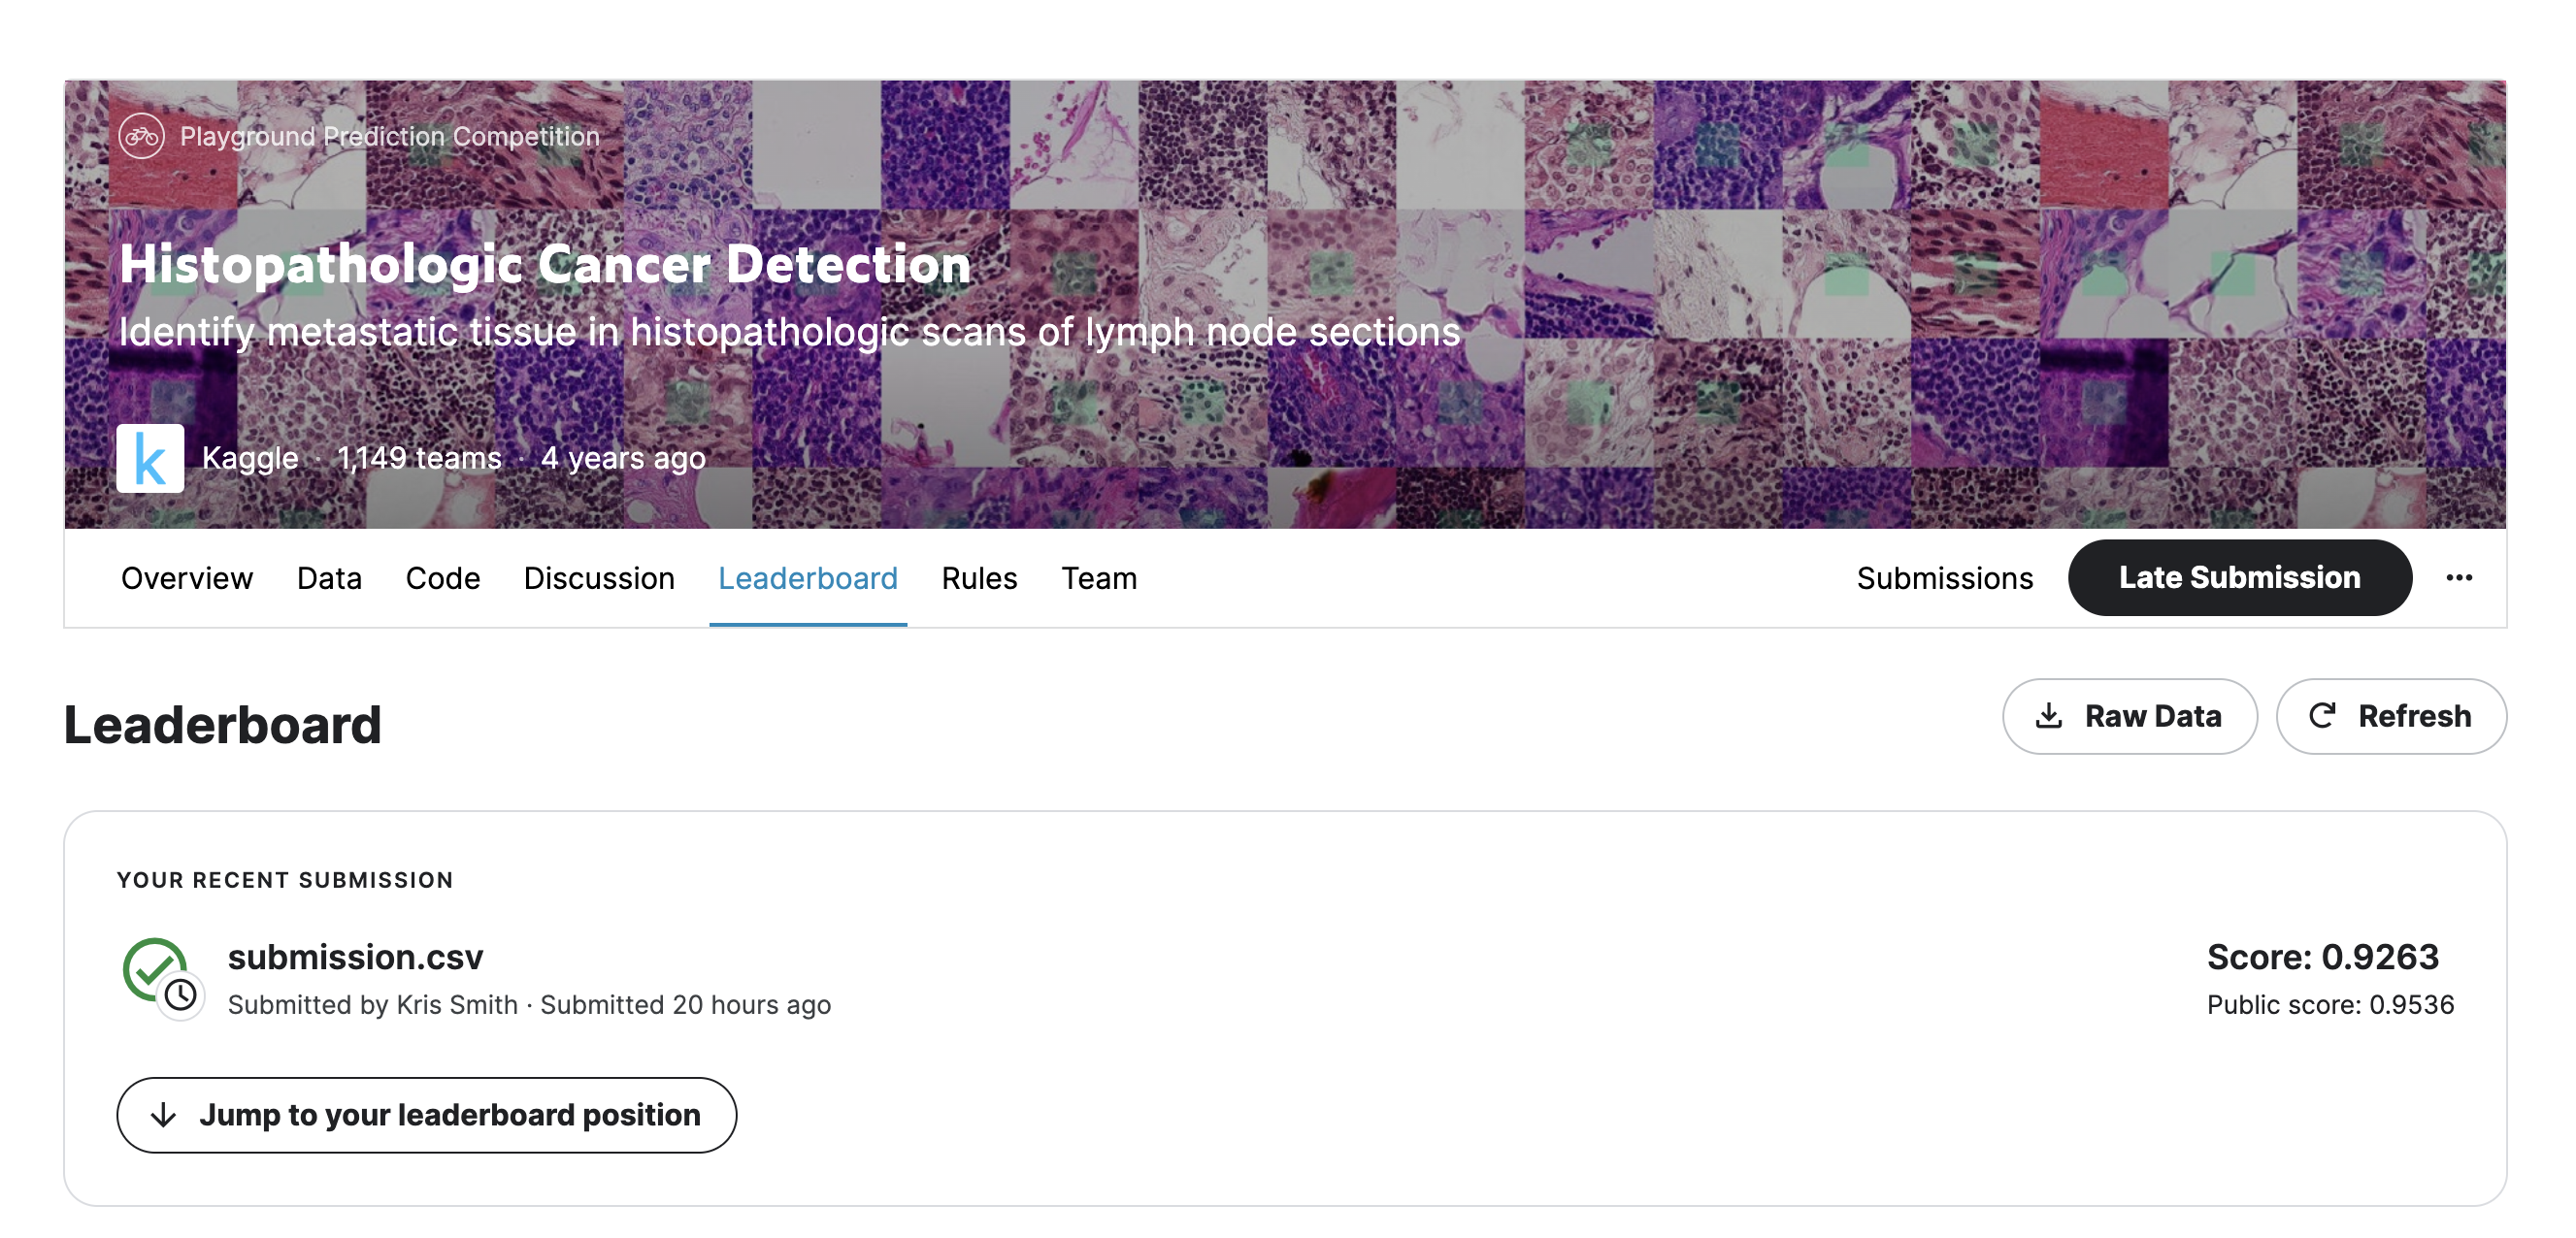 Playground Prediction Competition
Histopathologic Cancer Detection
Identify metastatic tissue in histopathologic scans of lymph node sections
k
Kaggle · 1,149 teams · 4 years ago
Overview Data Code Discussion Leaderboard Rules Team Submissions Late Submission
Leaderboard
Raw Data Refresh
YOUR RECENT SUBMISSION
submission.csv Score: 0.9263
Submitted by Kris Smith · Submitted 20 hours ago Public score: 0.9536
Jump to your leaderboard position